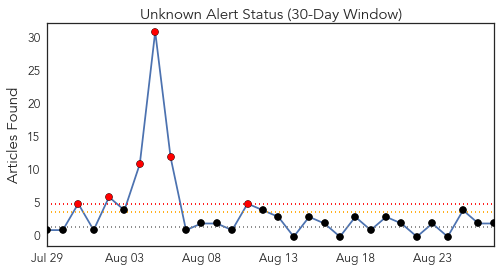 Unknown Alert Status (30-Day Window)
Articles Found
30
25
20
15
10
5
0
Jul 29 Aug 03 Aug 08 Aug 13 Aug 18 Aug 23